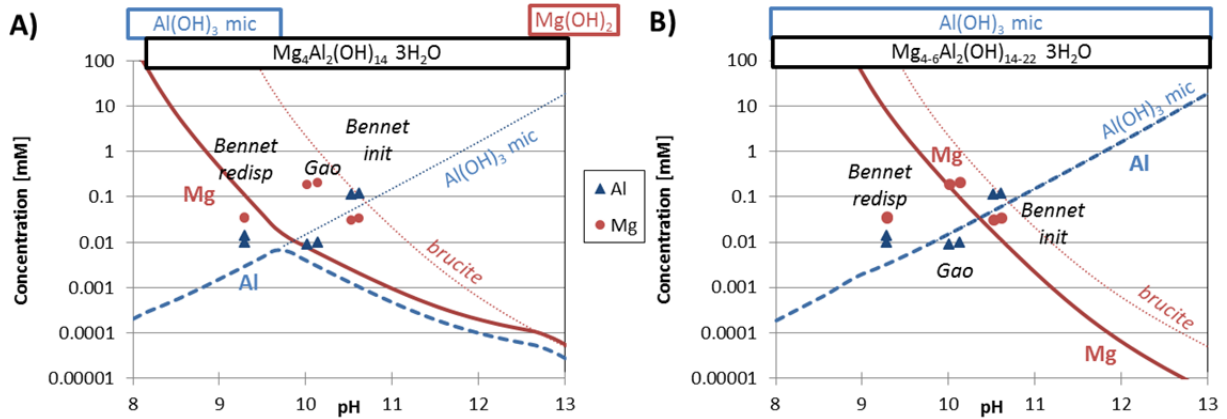 A)
Al(OH)3 mic
Mg(OH)2
Mg4Al2(OH)14 3H2O
100
10
1
0.1
0.01
0.001
0.0001
0.00001
Concentration [mM]
Bennet
redisp
Gao
Bennet
init
Al(OH)3 mic
Mg
Al
brucite
8
9
10
11
12
13
pH
Al
Mg
B)
Al(OH)3 mic
Mg4-6Al2(OH)14-22 3H2O
100
10
1
0.1
0.01
0.001
0.0001
0.00001
Concentration [mM]
Mg
Al(OH)3 mic
Al
Bennet
redisp
Bennet
init
Gao
brucite
Mg
8
9
10
11
12
13
pH